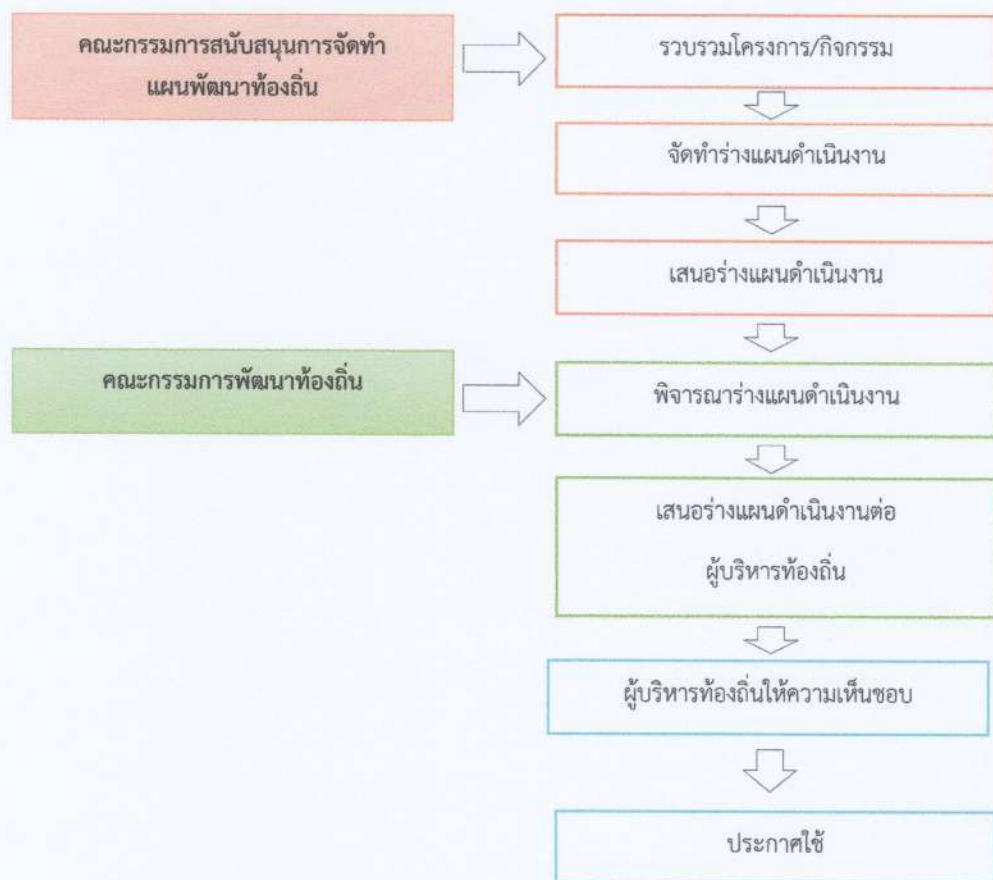 คณะกรรมการสนับสนุนการจัดทำ
แผนพัฒนาท้องถิ่น
รวบรวมโครงการ/กิจกรรม
จัดทำร่างแผนดำเนินงาน
เสนอร่างแผนดำเนินงาน
คณะกรรมการพัฒนาท้องถิ่น
พิจารณาร่างแผนดำเนินงาน
เสนอร่างแผนดำเนินงานต่อ
ผู้บริหารท้องถิ่น
ผู้บริหารท้องถิ่นให้ความเห็นชอบ
ประกาศใช้